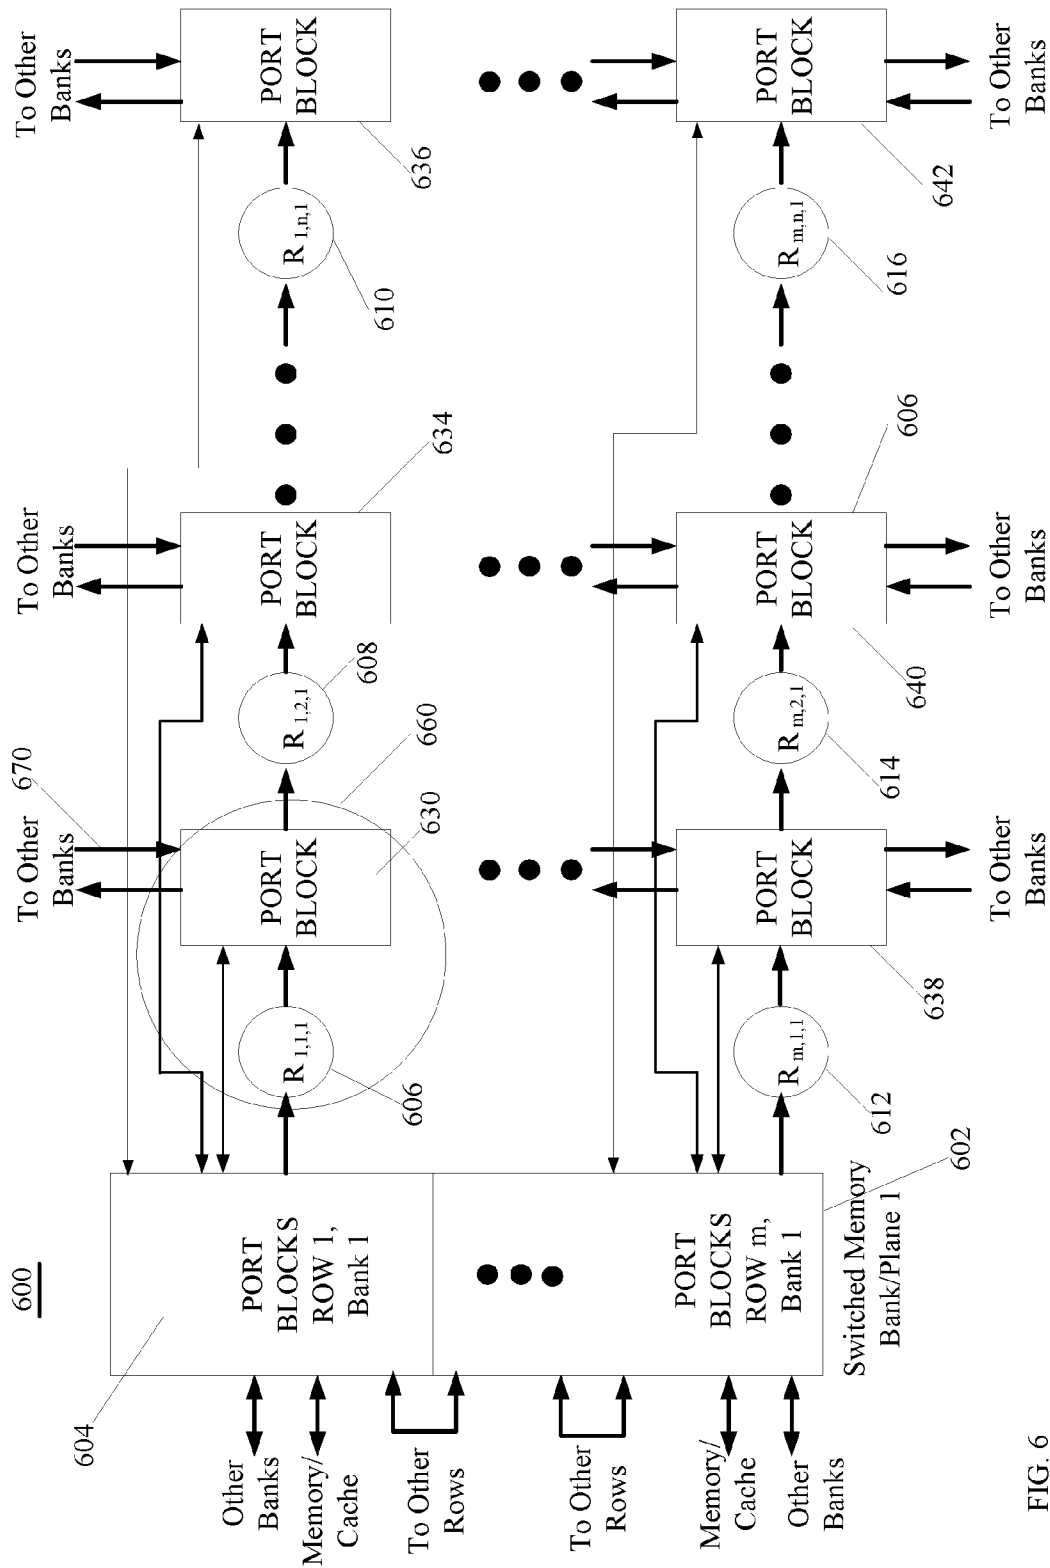 600
604
Other
Banks
Memory/
Cache
To Other
Rows
To Other
Rows
Memory/
Cache
Other
Banks
PORT
BLOCKS
ROW 1,
Bank 1
PORT
BLOCKS
ROW m,
Bank 1
Switched Memory
Bank/Plane 1
602
R 1,1,1
606
PORT
BLOCK
630
660
670
To Other
Banks
R 1,2,1
608
PORT
BLOCK
634
To Other
Banks
R 1,n,1
610
PORT
BLOCK
636
To Other
Banks
R m,1,1
612
PORT
BLOCK
638
To Other
Banks
R m,2,1
614
PORT
BLOCK
640
606
To Other
Banks
R m,n,1
616
PORT
BLOCK
642
To Other
Banks
FIG. 6